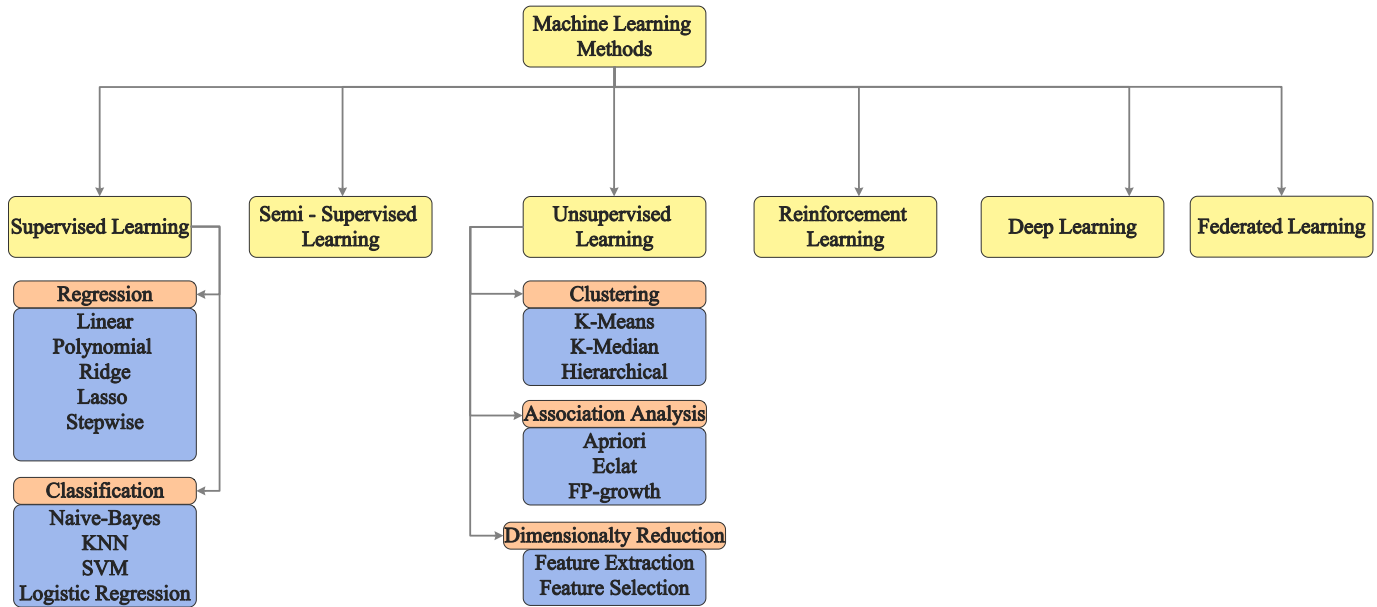 Machine Learning
Methods
Supervised Learning
Semi - Supervised
Learning
Unsupervised
Learning
Reinforcement
Learning
Deep Learning
Federated Learning
Regression
Linear
Polynomial
Ridge
Lasso
Stepwise
Classification
Naive-Bayes
KNN
SVM
Logistic Regression
Clustering
K-Means
K-Median
Hierarchical
Association Analysis
Apriori
Eclat
FP-growth
Dimensionalty Reduction
Feature Extraction
Feature Selection